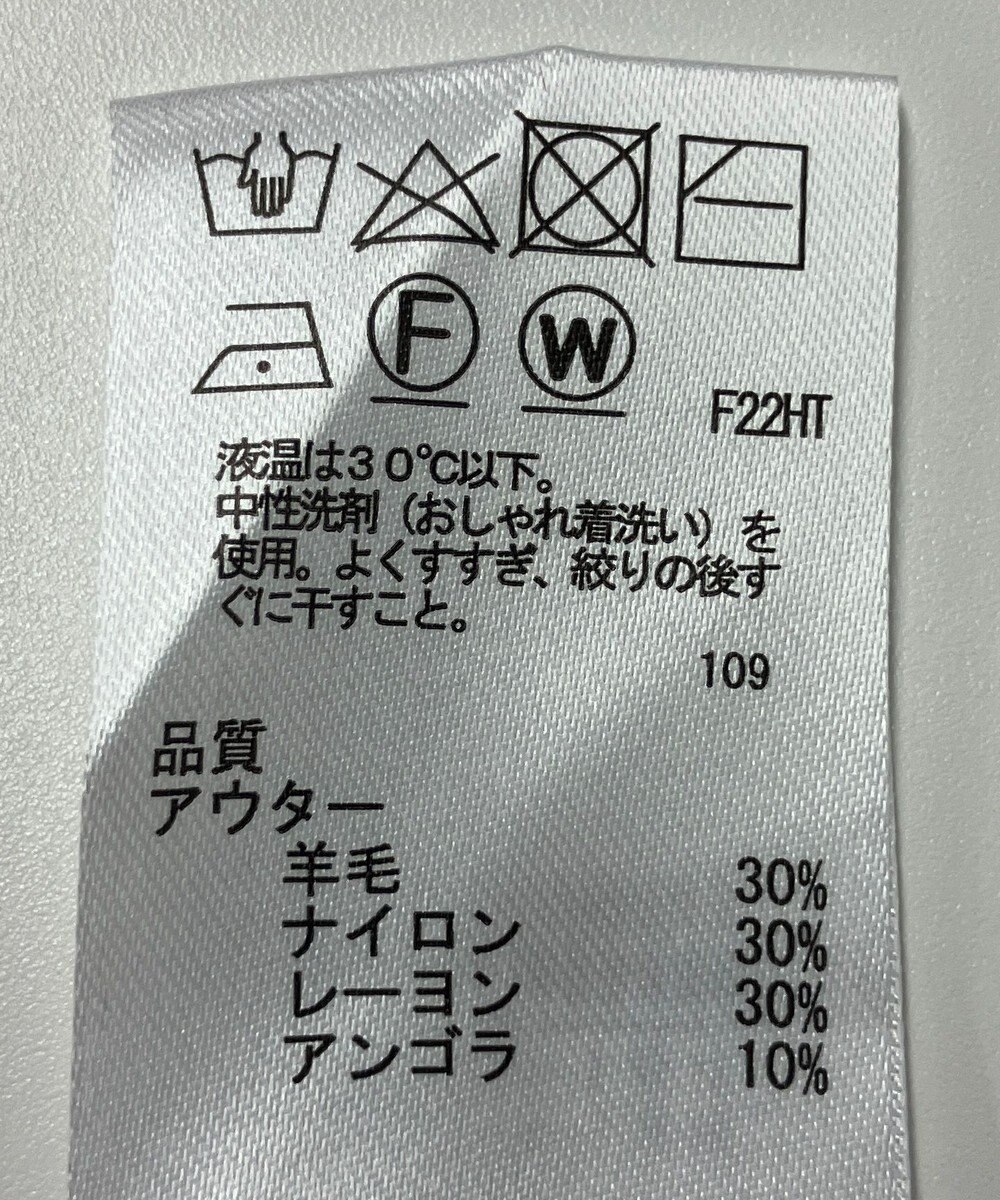 F W
F22HT
液温は30℃以下。
中性洗剤（おしゃれ着洗い）を
使用。よくすすぎ、絞りの後す
ぐに干すこと。
109
品質
アウター
羊毛 30%
ナイロン 30%
レーヨン 30%
アンゴラ 10%